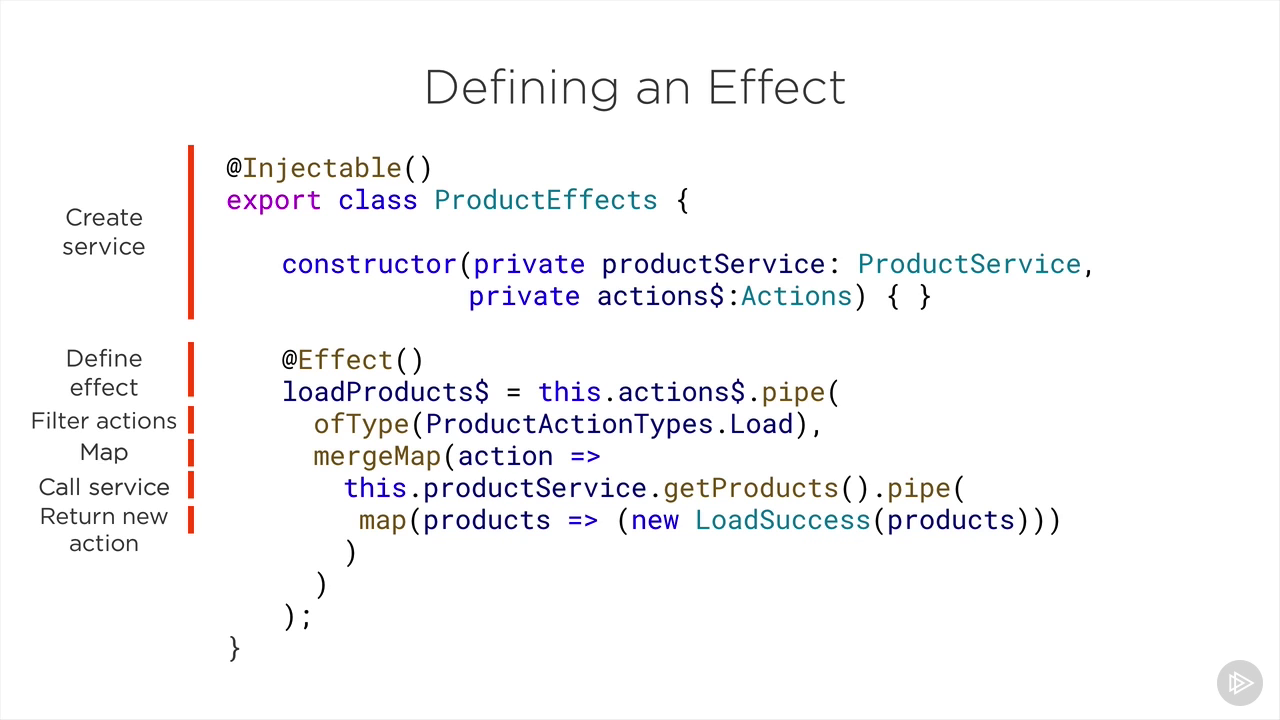 Defining an Effect
Create
service
@Injectable()
export class ProductEffects {
constructor(private productService: ProductService,
private actions$:Actions) { }
Define
effect
@Effect()
loadProducts$ = this.actions$.pipe(
Filter actions
ofType(ProductActionTypes.Load),
Map
mergeMap(action =>
Call service
this.productService.getProducts().pipe(
Return new
action
map(products => (new LoadSuccess(products)))
)
)
);
}